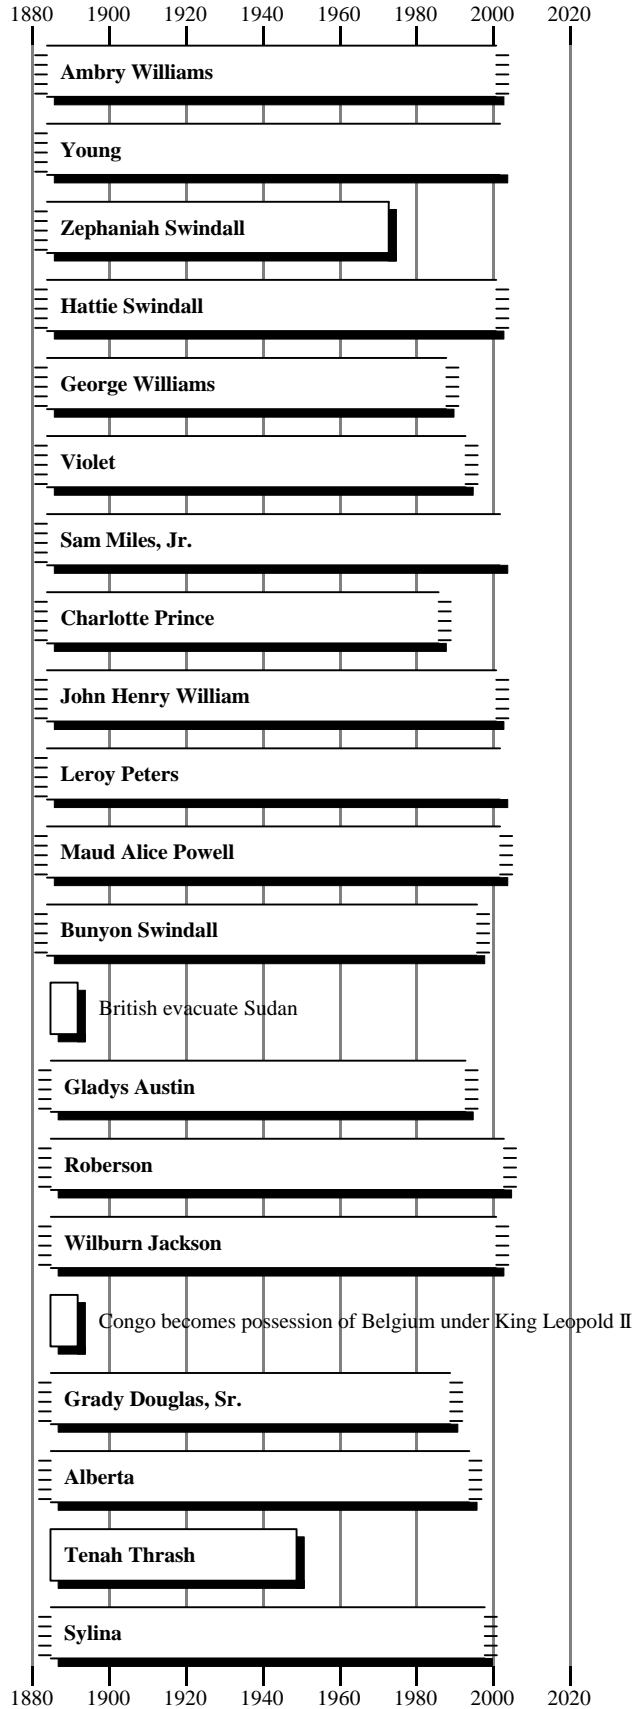 1880 1900 1920 1940 1960 1980 2000 2020
Ambry Williams
Young
Zephaniah Swindall
Hattie Swindall
George Williams
Violet
Sam Miles, Jr.
Charlotte Prince
John Henry William
Leroy Peters
Maud Alice Powell
Bunyon Swindall
British evacuate Sudan
Gladys Austin
Roberson
Wilburn Jackson
Congo becomes possession of Belgium under King Leopold II
Grady Douglas, Sr.
Alberta
Tenah Thrash
Sylina
1880 1900 1920 1940 1960 1980 2000 2020